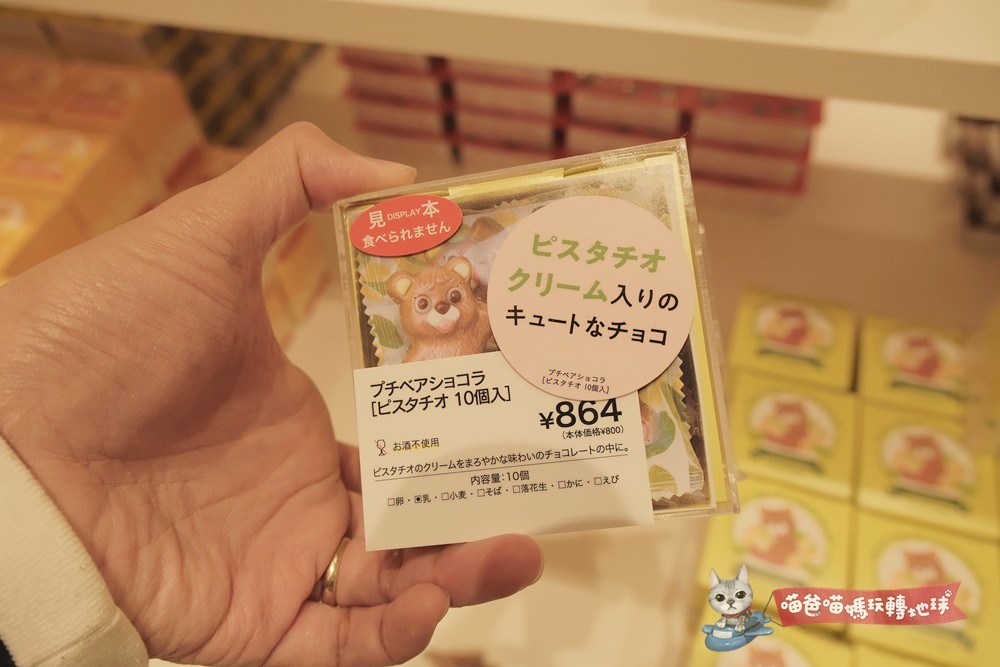 見 DISPLAY 本
食べられません
ピスタチオ
クリーム入りの
キュートなチョコ
プチベアショコラ
[ピスタチオ 10個入]
プチベアショコラ
[ピスタチオ 10個入]
¥864
(本体価格¥800)
お酒不使用
ピスタチオのクリームをまろやかな味わいのチョコレートの中に。
内容量:10個
□卵・▣乳・□小麦・□そば・□落花生・□かに・□えび
喵爸喵媽玩轉地球